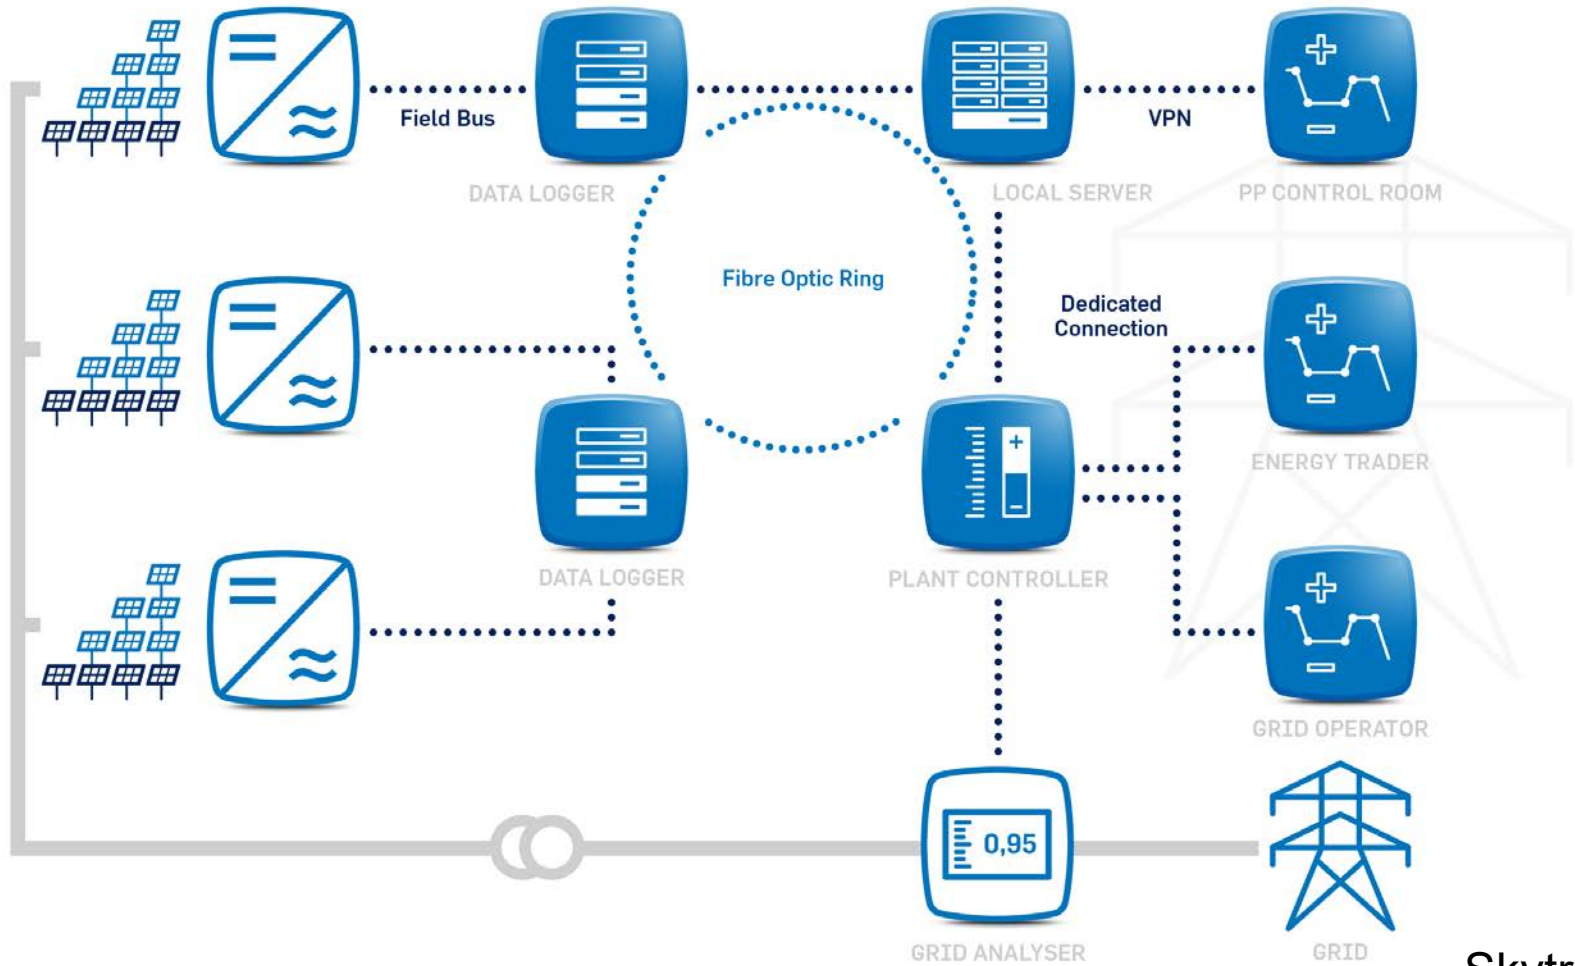 Field Bus
VPN
DATA LOGGER
LOCAL SERVER
PP CONTROL ROOM
Fibre Optic Ring
Dedicated
Connection
ENERGY TRADER
DATA LOGGER
PLANT CONTROLLER
GRID OPERATOR
0,95
GRID ANALYSER
GRID